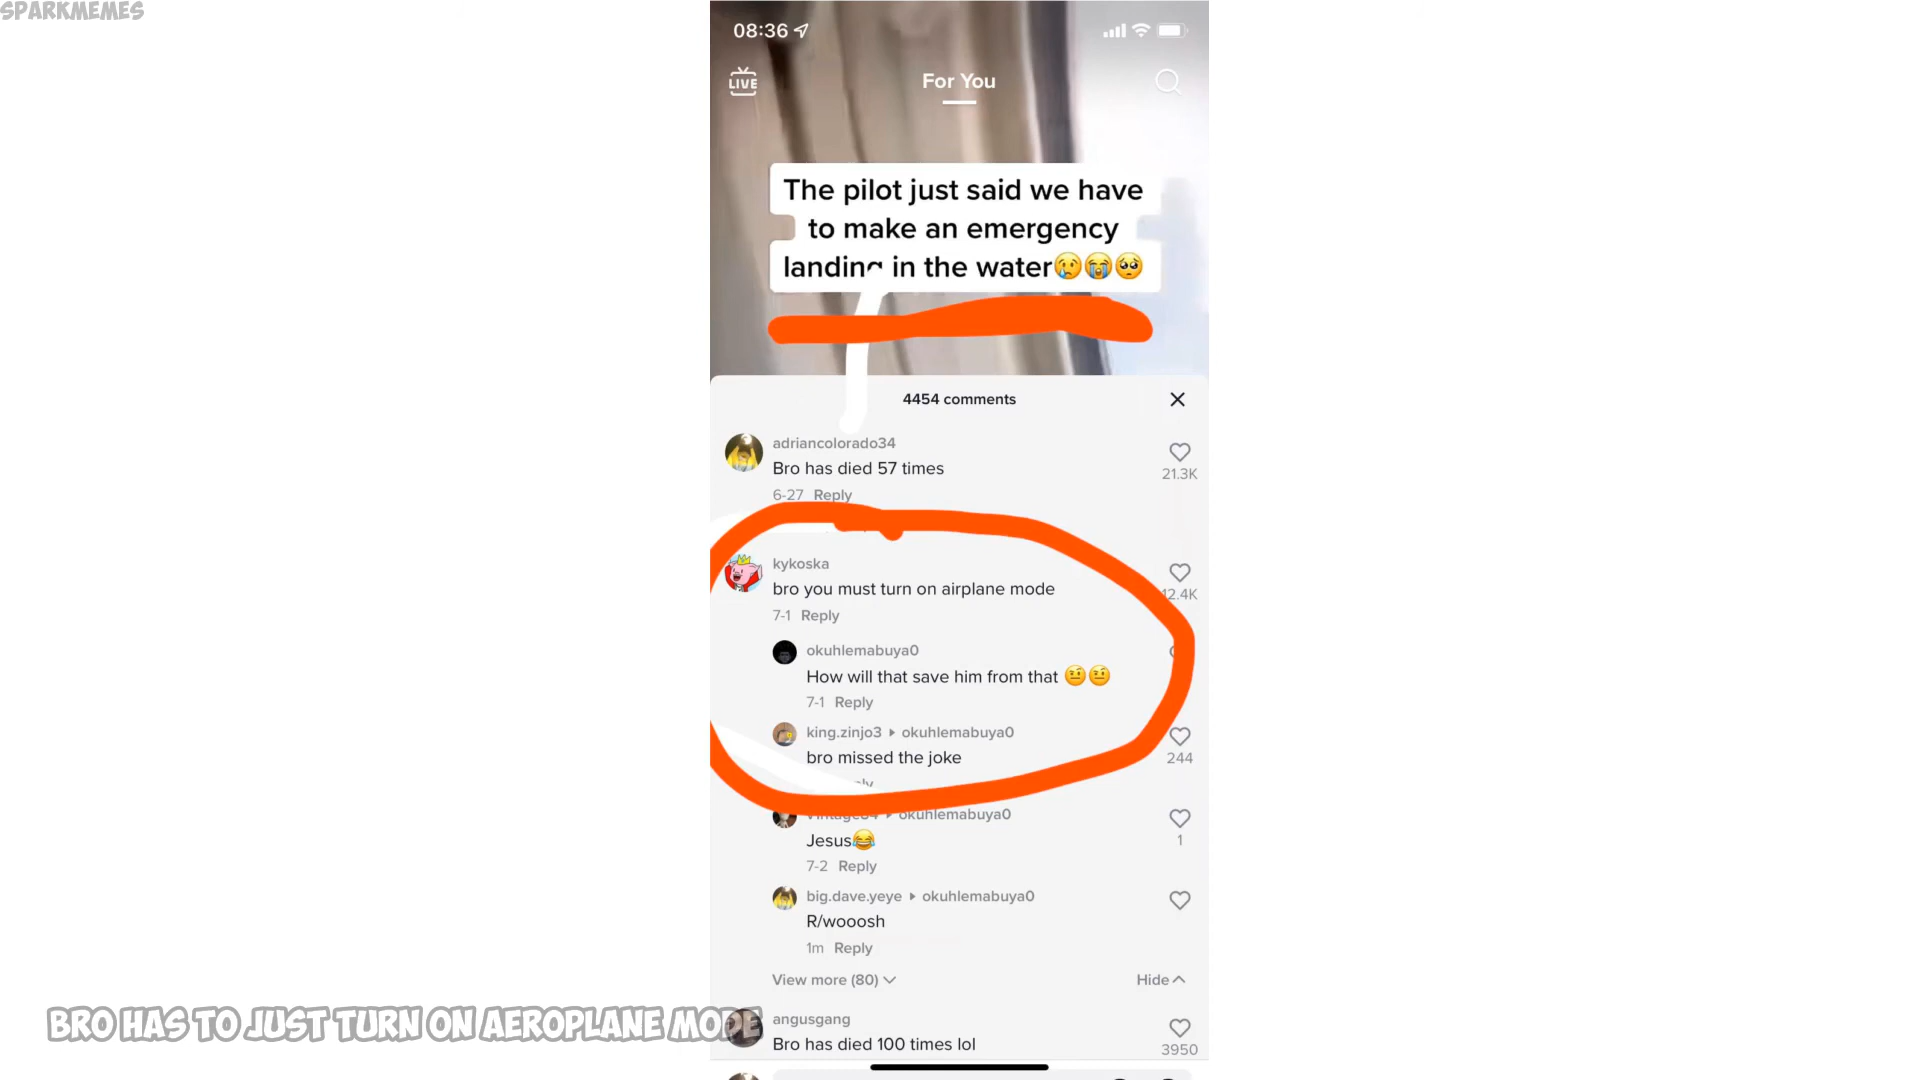 SPARKMEMES
08:36
LIVE
For You
The pilot just said we have
to make an emergency
landing in the water😢😭🥺
4454 comments
adriancolorado34
Bro has died 57 times
21.3K
6-27 Reply
kykoska
bro you must turn on airplane mode
12.4K
7-1 Reply
okuhlemabuya0
How will that save him from that 🤨🤨
7-1 Reply
king.zinjo3 ▸ okuhlemabuya0
bro missed the joke
244
okuhlemabuya0
Jesus😂
1
7-2 Reply
big.dave.yeye ▸ okuhlemabuya0
R/wooosh
1m Reply
View more (80)
Hide
BRO HAS TO JUST TURN ON AEROPLANE MODE
angusgang
Bro has died 100 times lol
3950